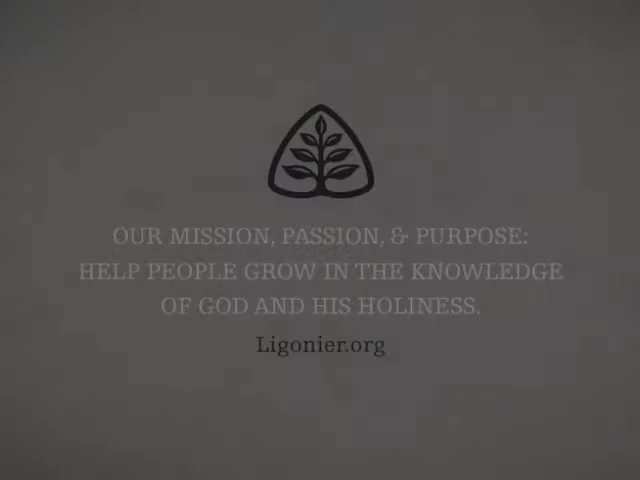 OUR MISSION, PASSION, & PURPOSE:
HELP PEOPLE GROW IN THE KNOWLEDGE
OF GOD AND HIS HOLINESS.
Ligonier.org